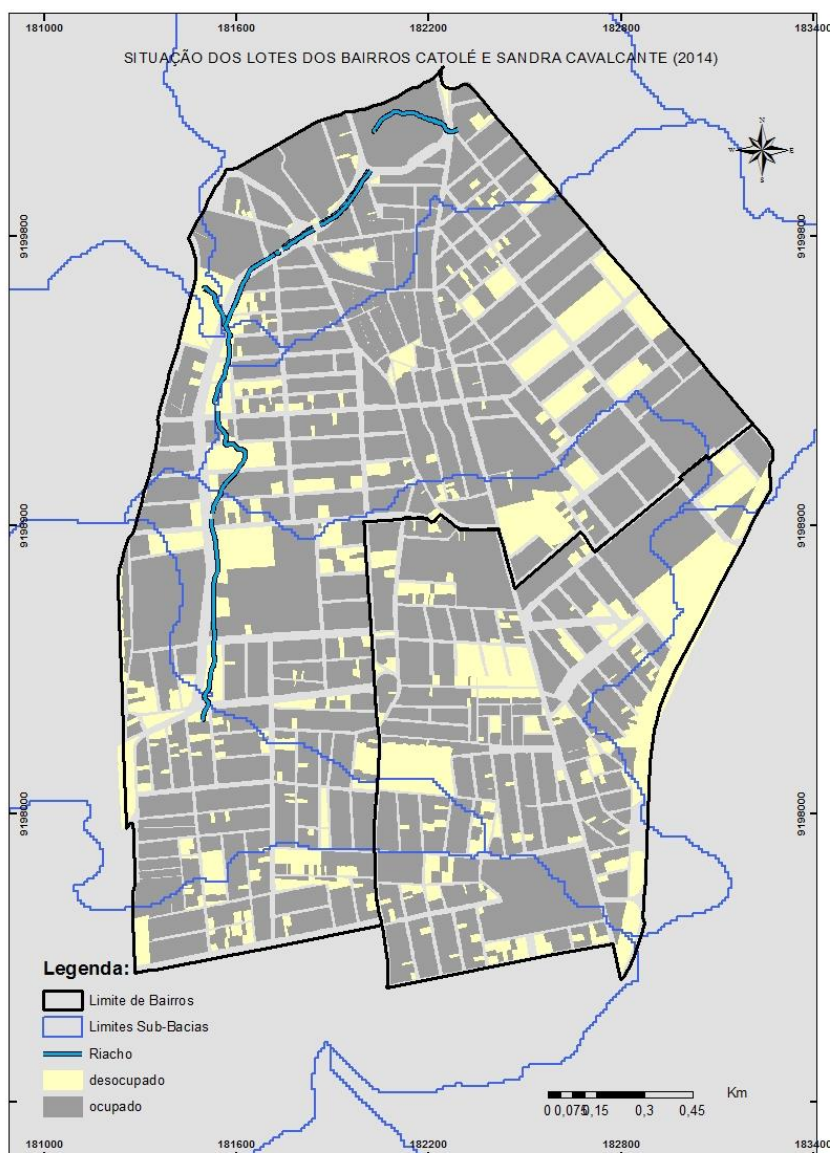 181000 181600 182200 182800 183400
SITUAÇÃO DOS LOTES DOS BAIRROS CATOLÉ E SANDRA CAVALCANTE (2014)
N
W E
S
9199800 9199800
9198900 9198900
9198000 9198000
Legenda:
Limite de Bairros
Limites Sub-Bacias
Riacho
desocupado
ocupado
Km
0 0,075 0,15 0,3 0,45
181000 181600 182200 182800 183400